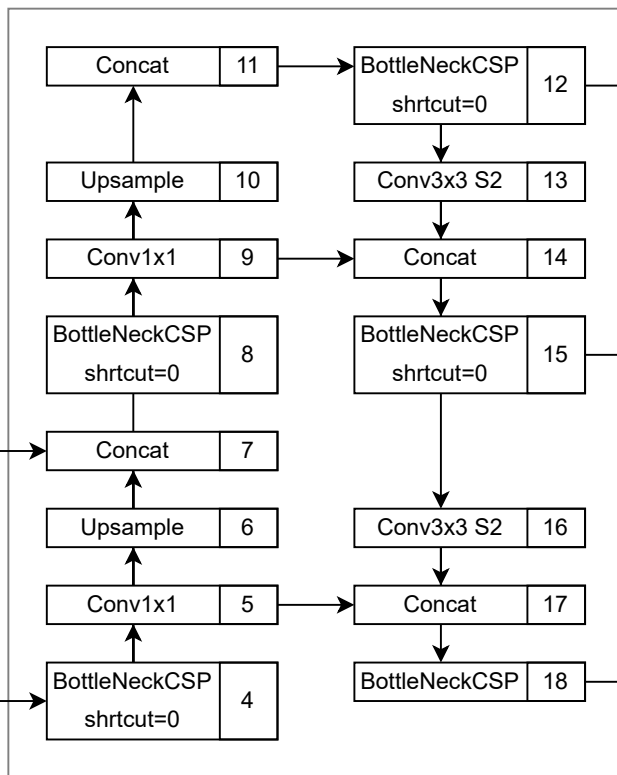 Concat 11
Upsample 10
Conv1x1 9
BottleNeckCSP
shrtcut=0 8
Concat 7
Upsample 6
Conv1x1 5
BottleNeckCSP
shrtcut=0 4
BottleNeckCSP
shrtcut=0 12
Conv3x3 S2 13
Concat 14
BottleNeckCSP
shrtcut=0 15
Conv3x3 S2 16
Concat 17
BottleNeckCSP 18